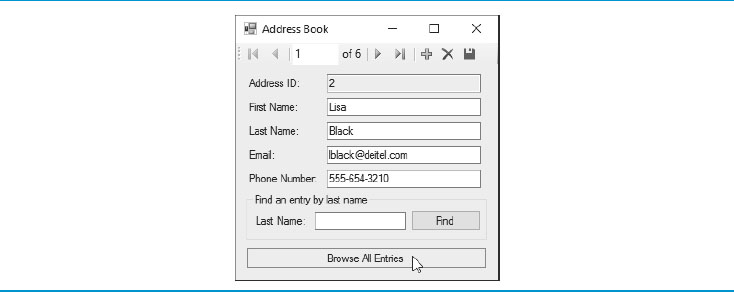 Address Book
1 of 6
Address ID: 2
First Name: Lisa
Last Name: Black
Email: lblack@deitel.com
Phone Number: 555-654-3210
Find an entry by last name
Last Name: Find
Browse All Entries